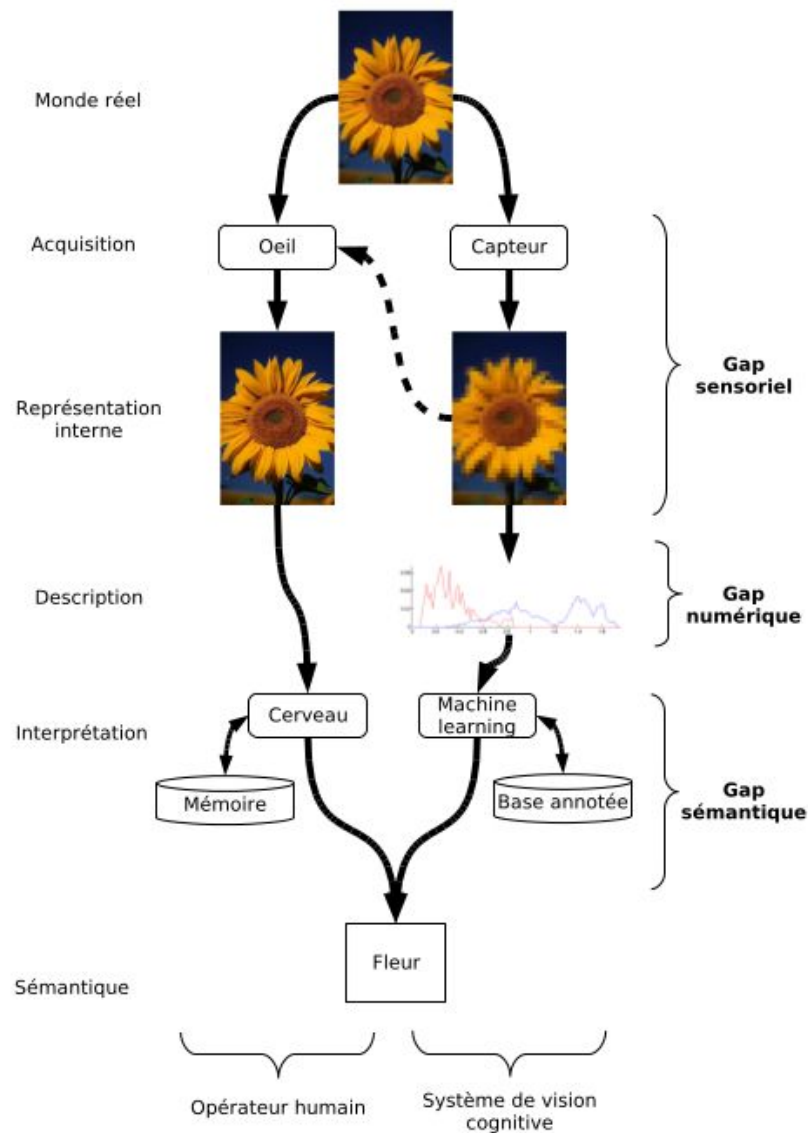 Monde réel
Acquisition
Oeil
Capteur
Gap
sensoriel
Représentation
interne
Description
Gap
numérique
Interprétation
Cerveau
Machine
learning
Mémoire
Base annotée
Gap
sémantique
Fleur
Sémantique
Opérateur humain
Système de vision
cognitive